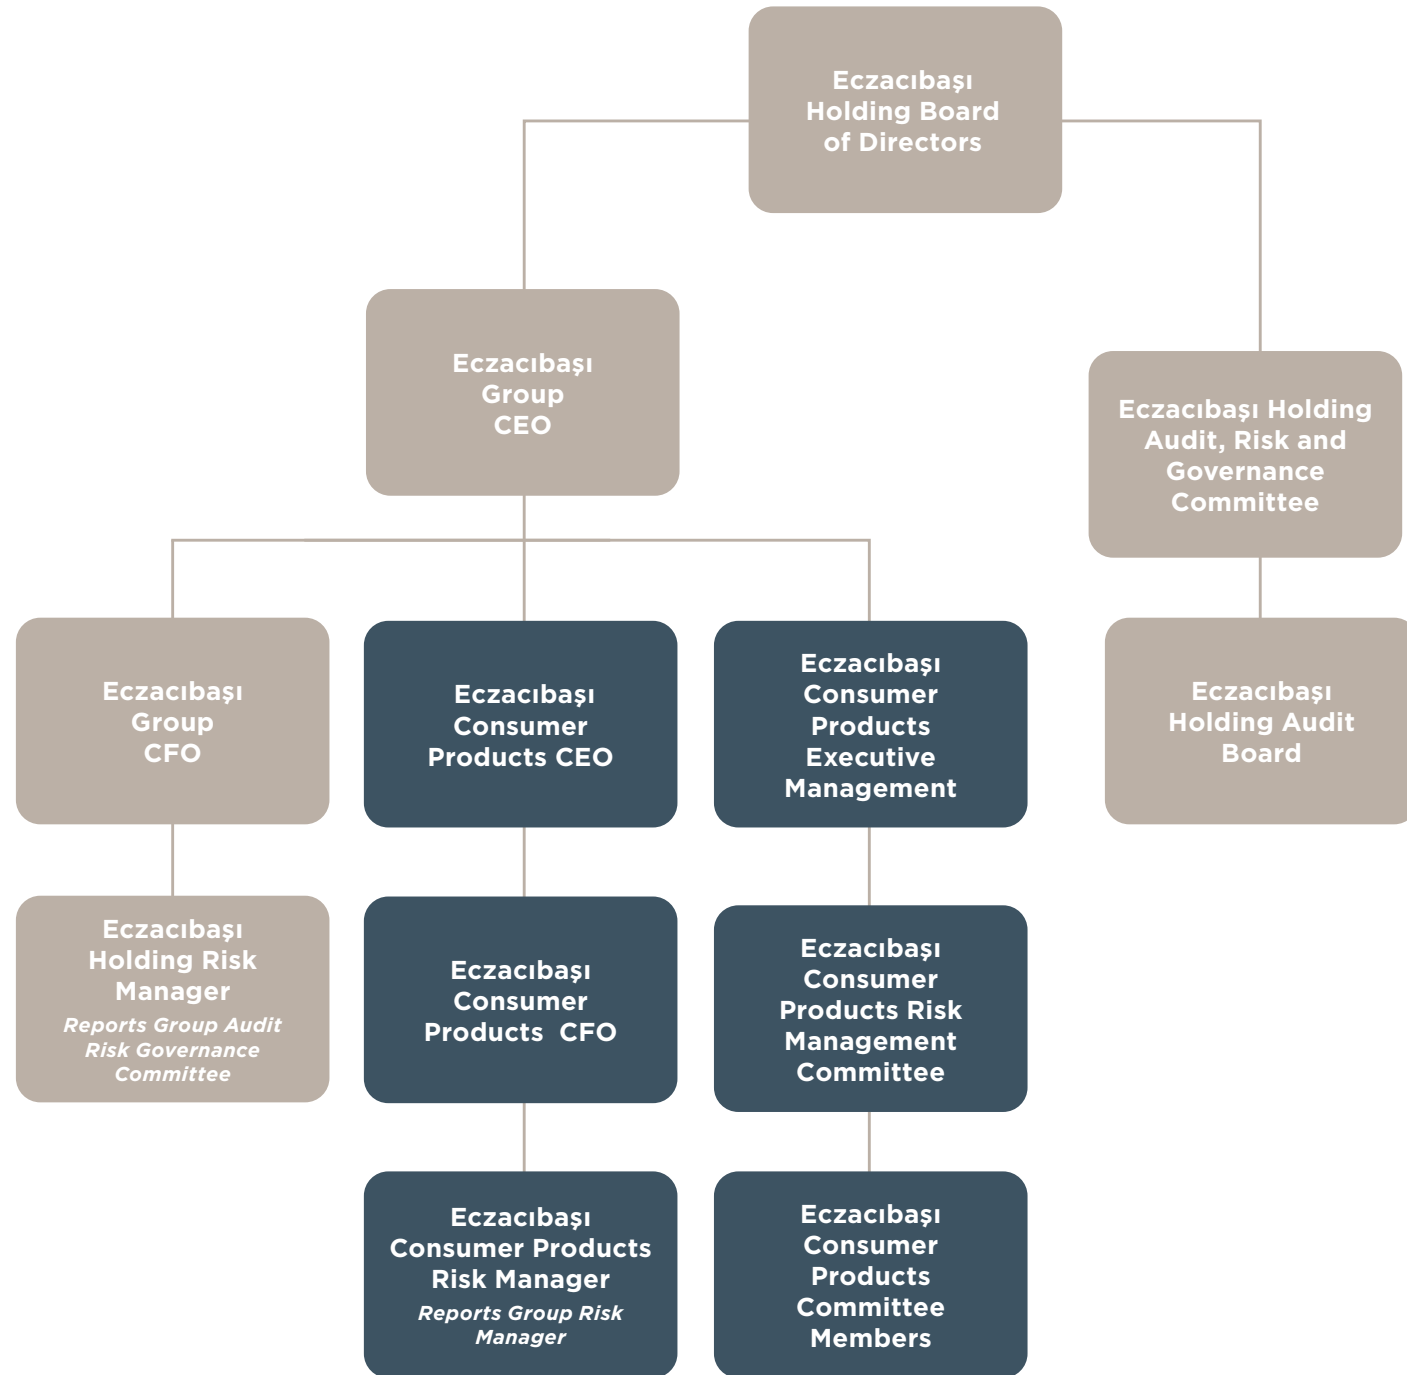 Eczacıbaşı
Holding Board
of Directors
Eczacıbaşı
Group
CEO
Eczacıbaşı Holding
Audit, Risk and
Governance
Committee
Eczacıbaşı
Group
CFO
Eczacıbaşı
Consumer
Products CEO
Eczacıbaşı
Consumer
Products
Executive
Management
Eczacıbaşı
Holding Audit
Board
Eczacıbaşı
Holding Risk
Manager
Reports Group Audit
Risk Governance
Committee
Eczacıbaşı
Consumer
Products  CFO
Eczacıbaşı
Consumer
Products Risk
Management
Committee
Eczacıbaşı
Consumer Products
Risk Manager
Reports Group Risk
Manager
Eczacıbaşı
Consumer
Products
Committee
Members